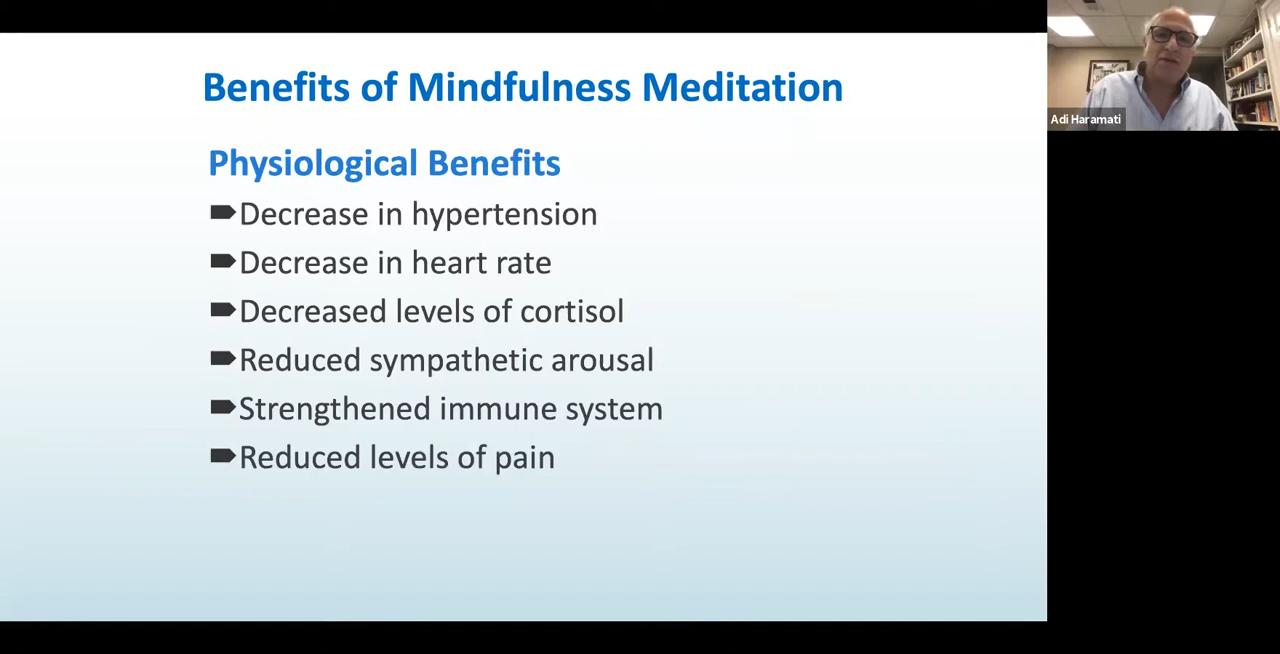 Benefits of Mindfulness Meditation
Physiological Benefits
Decrease in hypertension
Decrease in heart rate
Decreased levels of cortisol
Reduced sympathetic arousal
Strengthened immune system
Reduced levels of pain
Adi Haramati